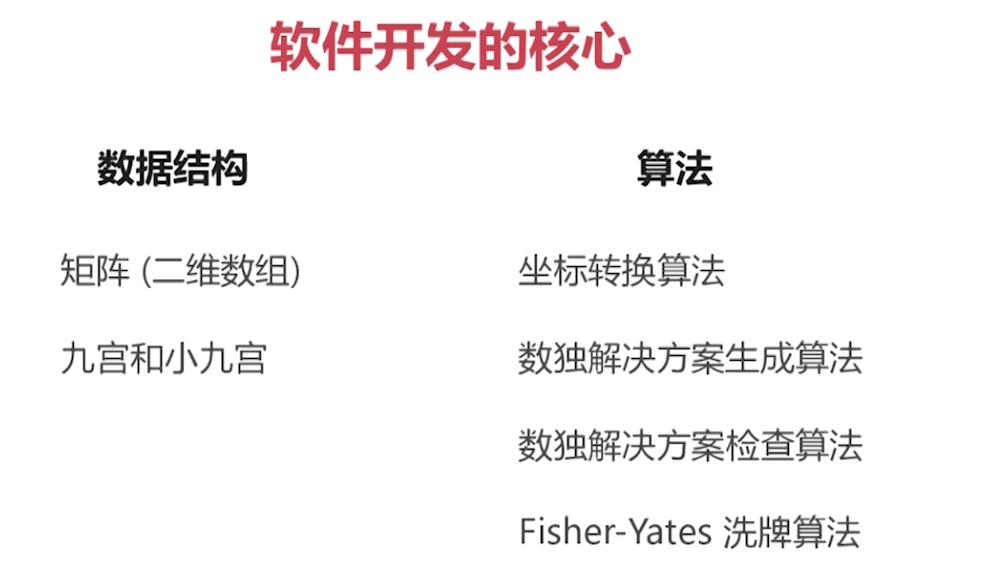 软件开发的核心
数据结构
算法
矩阵 (二维数组)
坐标转换算法
九宫和小九宫
数独解决方案生成算法
数独解决方案检查算法
Fisher-Yates 洗牌算法